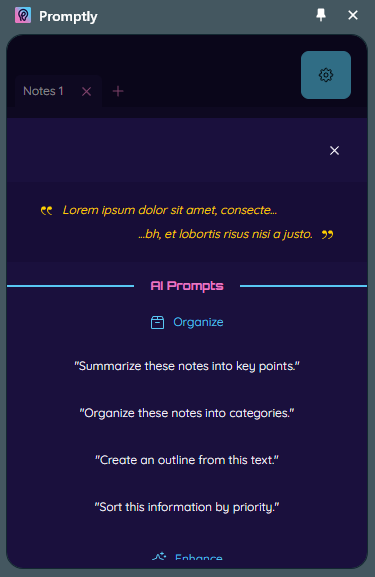 Promptly
Notes 1
Lorem ipsum dolor sit amet, consecte...
...bh, et lobortis risus nisi a justo.
AI Prompts
Organize
"Summarize these notes into key points."
"Organize these notes into categories."
"Create an outline from this text."
"Sort this information by priority."
Enhance